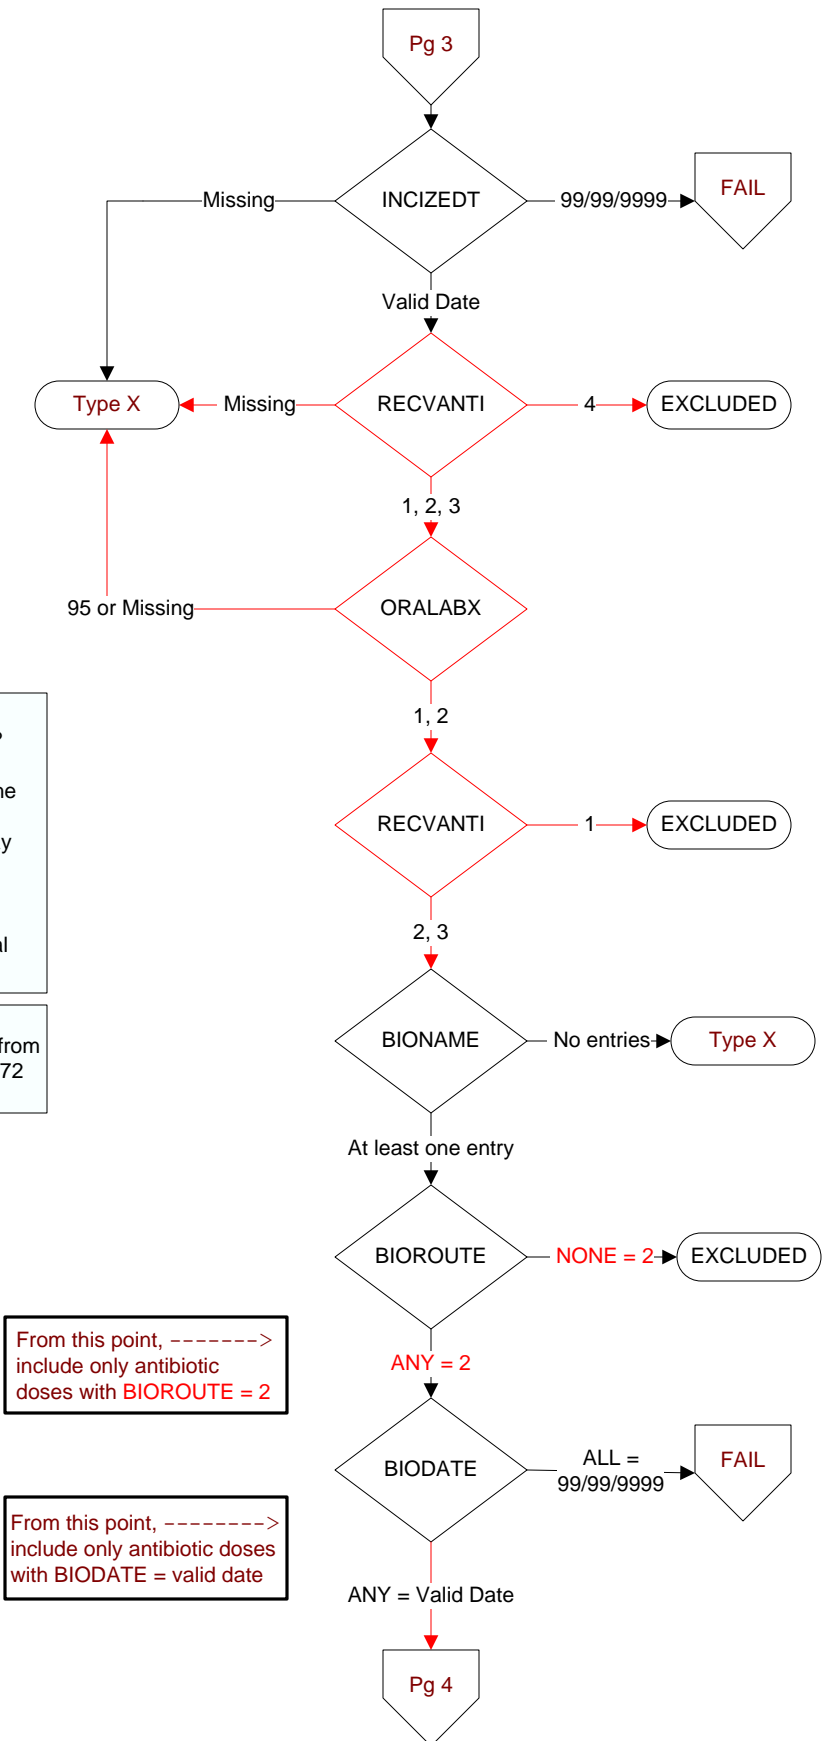 Pg 3
INCIZEDT
Missing
99/99/9999
FAIL
Valid Date
Type X
Missing
RECVANTI
4
EXCLUDED
1, 2, 3
95 or Missing
ORALABX
1, 2
RECVANTI
1
EXCLUDED
2, 3
BIONAME
No entries
Type X
from
72
At least one entry
BIOROUTE
NONE = 2
EXCLUDED
From this point, ------->
include only antibiotic
doses with BIOROUTE = 2
ANY = 2
BIODATE
ALL =
99/99/9999
FAIL
From this point, -------->
include only antibiotic doses
with BIODATE = valid date
ANY = Valid Date
Pg 4